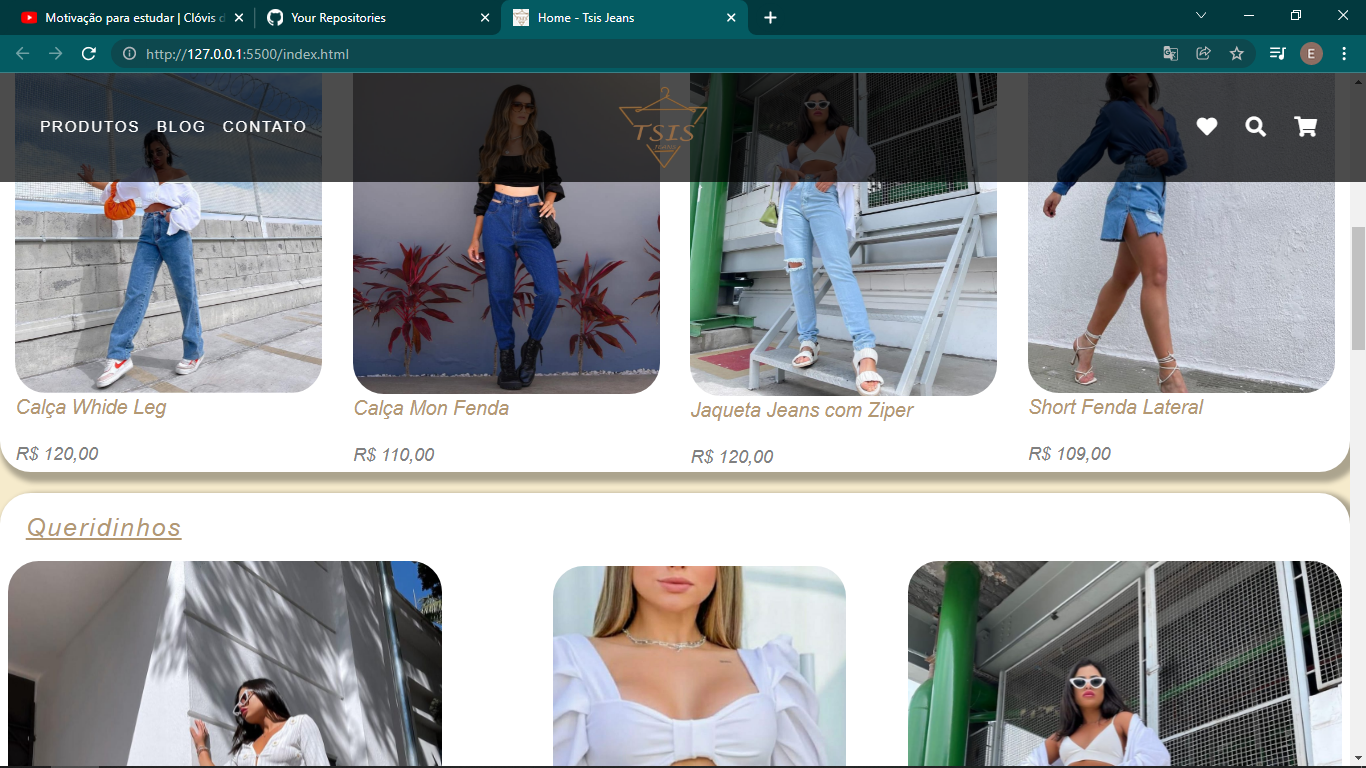 Motivação para estudar | Clóvis d
Your Repositories
Home - Tsis Jeans
http://127.0.0.1:5500/index.html
E
PRODUTOS BLOG CONTATO
TSIS
Calça Whide Leg
Calça Mon Fenda
Jaqueta Jeans com Ziper
Short Fenda Lateral
R$ 120,00
R$ 110,00
R$ 120,00
R$ 109,00
Queridinhos